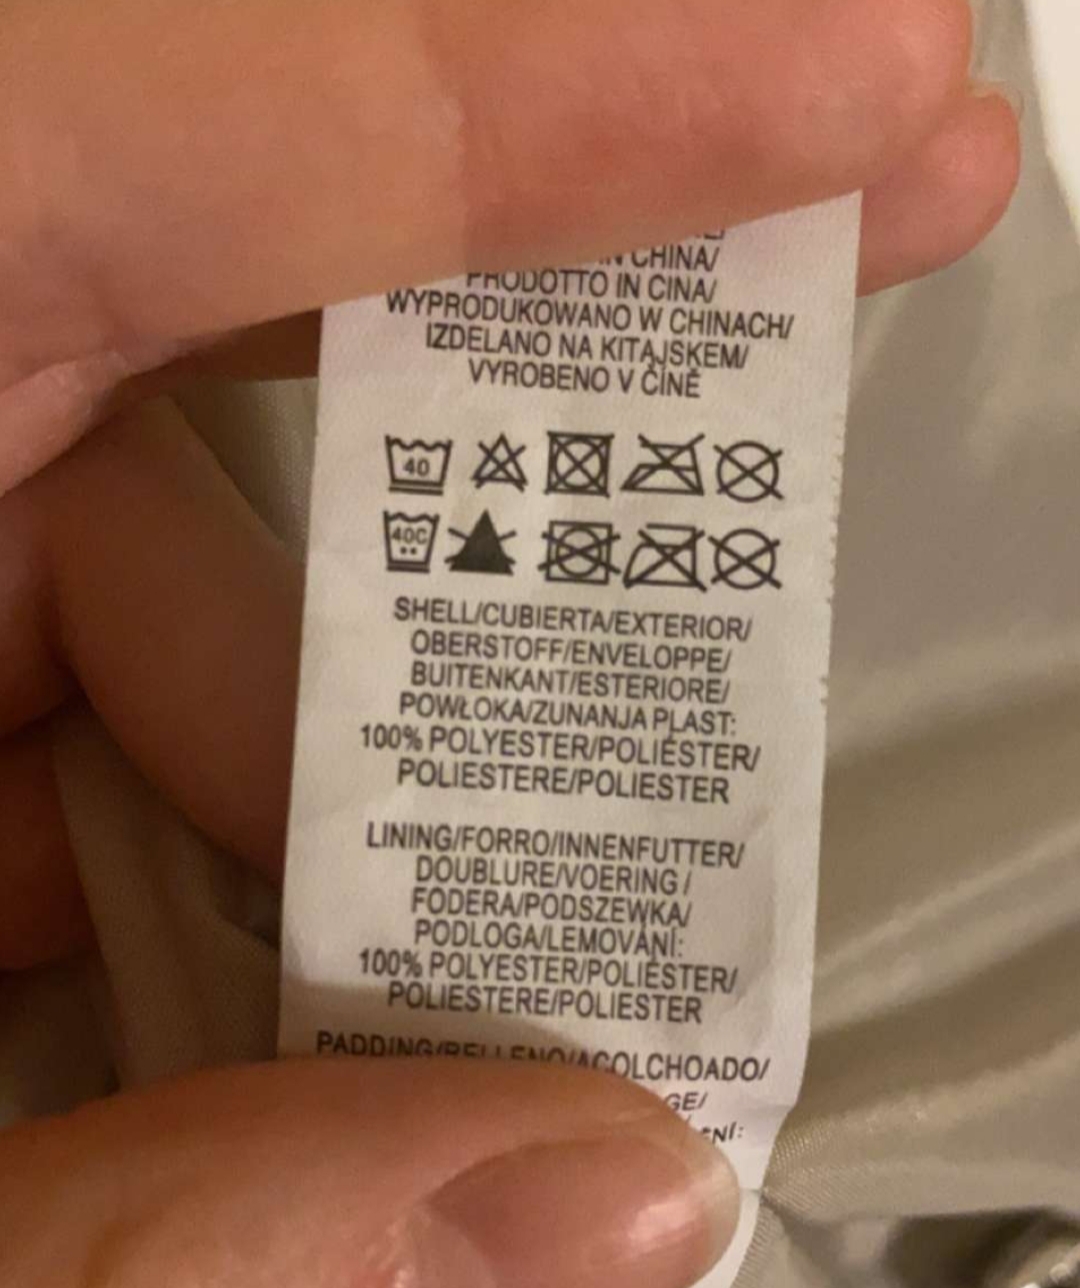 IN CHINA/
PRODOTTO IN CINA/
WYPRODUKOWANO W CHINACH/
IZDELANO NA KITAJSKEM/
VYROBENO V ČÍNĚ
40
40C
SHELL/CUBIERTA/EXTERIOR/
OBERSTOFF/ENVELOPPE/
BUITENKANT/ESTERIORE/
POWŁOKA/ZUNANJA PLAST:
100% POLYESTER/POLIÉSTER/
POLIESTERE/POLIESTER
LINING/FORRO/INNENFUTTER/
DOUBLURE/VOERING /
FODERA/PODSZEWKA/
PODLOGA/LEMOVÁNÍ:
100% POLYESTER/POLIÉSTER/
POLIESTERE/POLIESTER
PADDING/RELLENO/ACOLCHOADO/